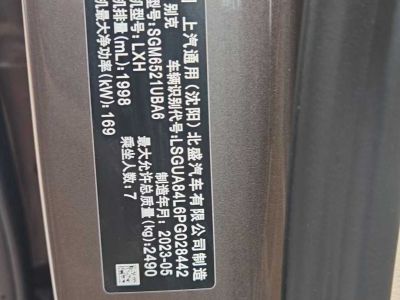 上汽通用(沈阳)北盛汽车有限公司制造
别克 车辆识别代号:LSGUA84L6PG028442
型号:SGM6521UBA6 制造年月:2023-05
机型号:LXH 最大允许总质量(kg):2490
机排量(mL):1998 乘坐人数:7
机最大净功率(kW):169